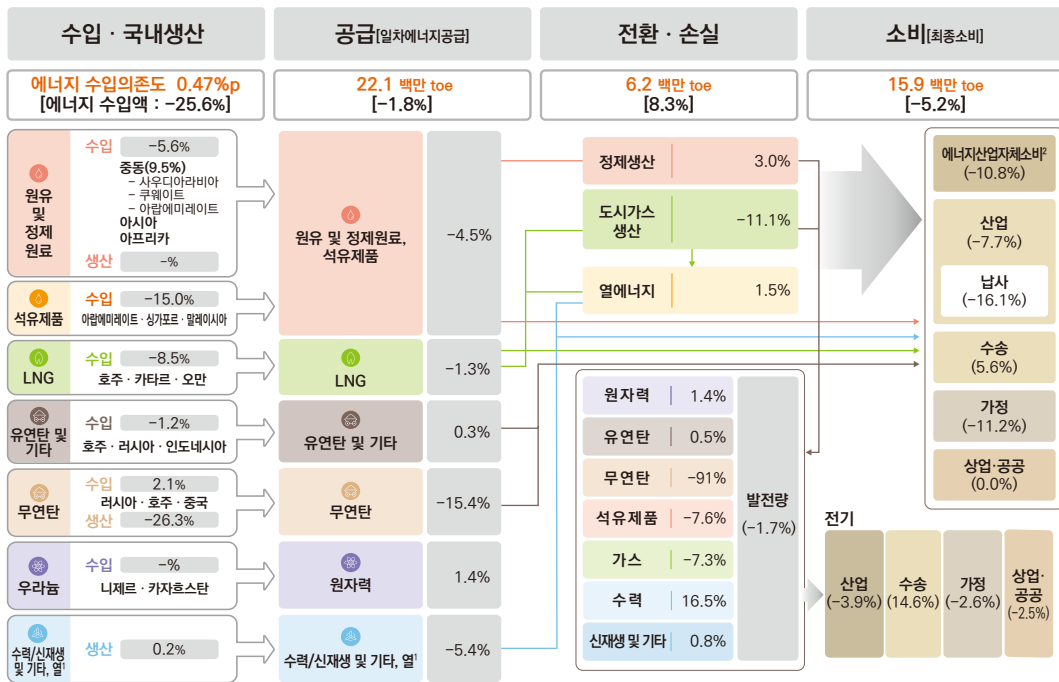 수입 · 국내생산
공급[일차에너지공급]
전환 · 손실
소비[최종소비]
에너지 수입의존도 0.47%p
[에너지 수입액 : −25.6%]
22.1 백만 toe
[−1.8%]
6.2 백만 toe
[8.3%]
15.9 백만 toe
[−5.2%]
원유
및
정제
원료
수입 −5.6%
중동(9.5%)
− 사우디아라비아
− 쿠웨이트
− 아랍에미레이트
아시아
아프리카
생산 −%
석유제품
수입 −15.0%
아랍에미레이트 · 싱가포르 · 말레이시아
LNG
수입 −8.5%
호주 · 카타르 · 오만
유연탄 및
기타
수입 −1.2%
호주 · 러시아 · 인도네시아
무연탄
수입 2.1%
러시아 · 호주 · 중국
생산 −26.3%
우라늄
수입 −%
니제르 · 카자흐스탄
수력/신재생
및 기타, 열¹
생산 0.2%
원유 및 정제원료,
석유제품
−4.5%
LNG
−1.3%
유연탄 및 기타
0.3%
무연탄
−15.4%
원자력
1.4%
수력/신재생 및 기타, 열¹
−5.4%
정제생산 3.0%
도시가스
생산
−11.1%
열에너지 1.5%
원자력 1.4%
유연탄 0.5%
무연탄 −91%
석유제품 −7.6%
가스 −7.3%
수력 16.5%
신재생 및 기타 0.8%
발전량
(−1.7%)
에너지산업자체소비²
(−10.8%)
산업
(−7.7%)
납사
(−16.1%)
수송
(5.6%)
가정
(−11.2%)
상업·공공
(0.0%)
전기
산업
(−3.9%)
수송
(14.6%)
가정
(−2.6%)
상업·
공공
(−2.5%)